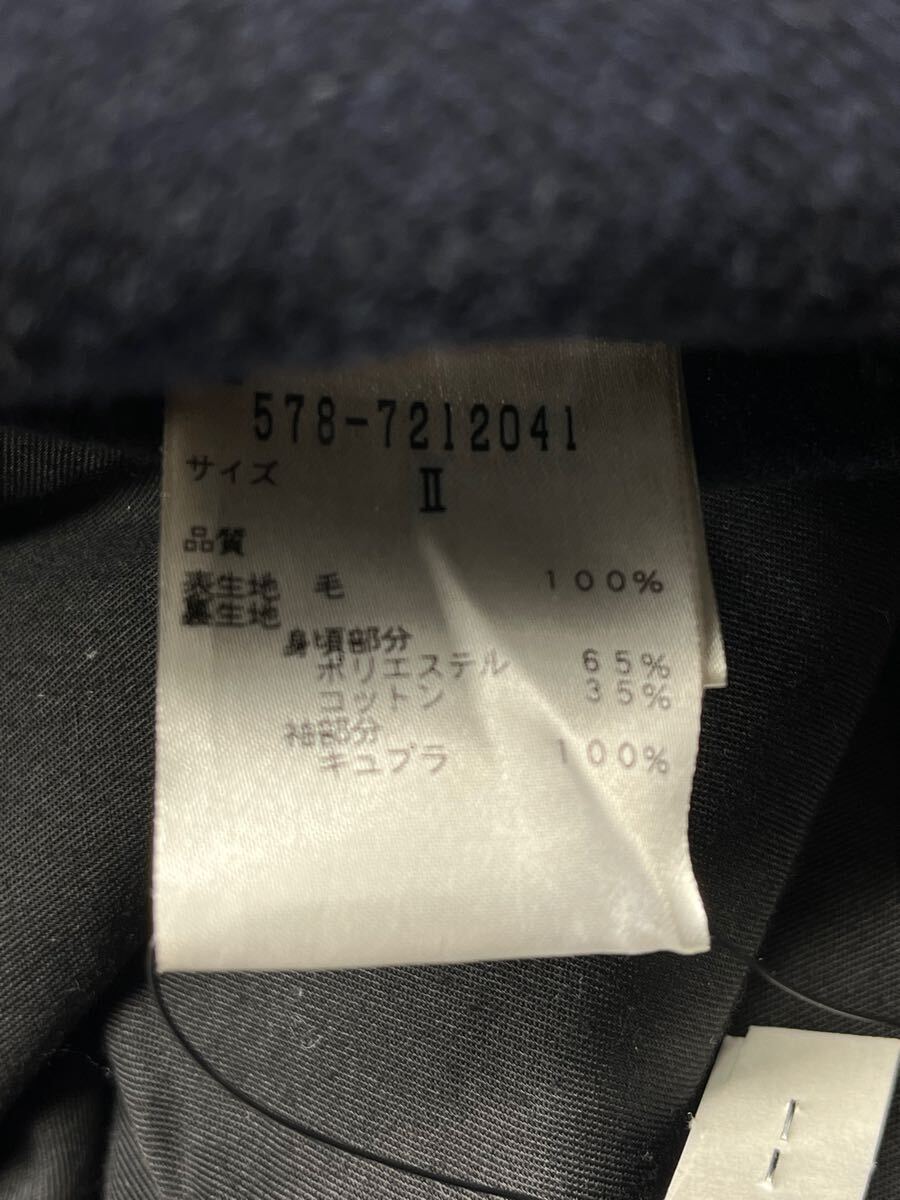 578-7212041
サイズ II
品質
表生地 毛 100%
裏生地
身頃部分
ポリエステル 65%
コットン 35%
袖部分
キュプラ 100%